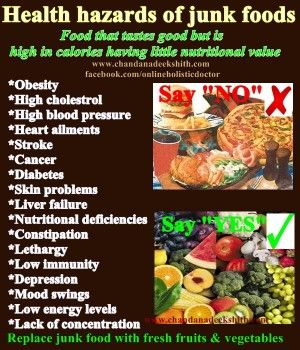 Health hazards of junk foods
Food that tastes good but is
high in calories having little nutritional value
www.chandanadeekshith.com
facebook.com/onlineholisticdoctor
*Obesity
*High cholestrol
*High blood pressure
*Heart ailments
*Stroke
*Cancer
*Diabetes
*Skin problems
*Liver failure
*Nutritional deficiencies
*Constipation
*Lethargy
*Low immunity
*Depression
*Mood swings
*Low energy levels
*Lack of concentration
Say "NO"
Say "YES"
www.chandanadeekshith.com
Replace junk food with fresh fruits & vegetables